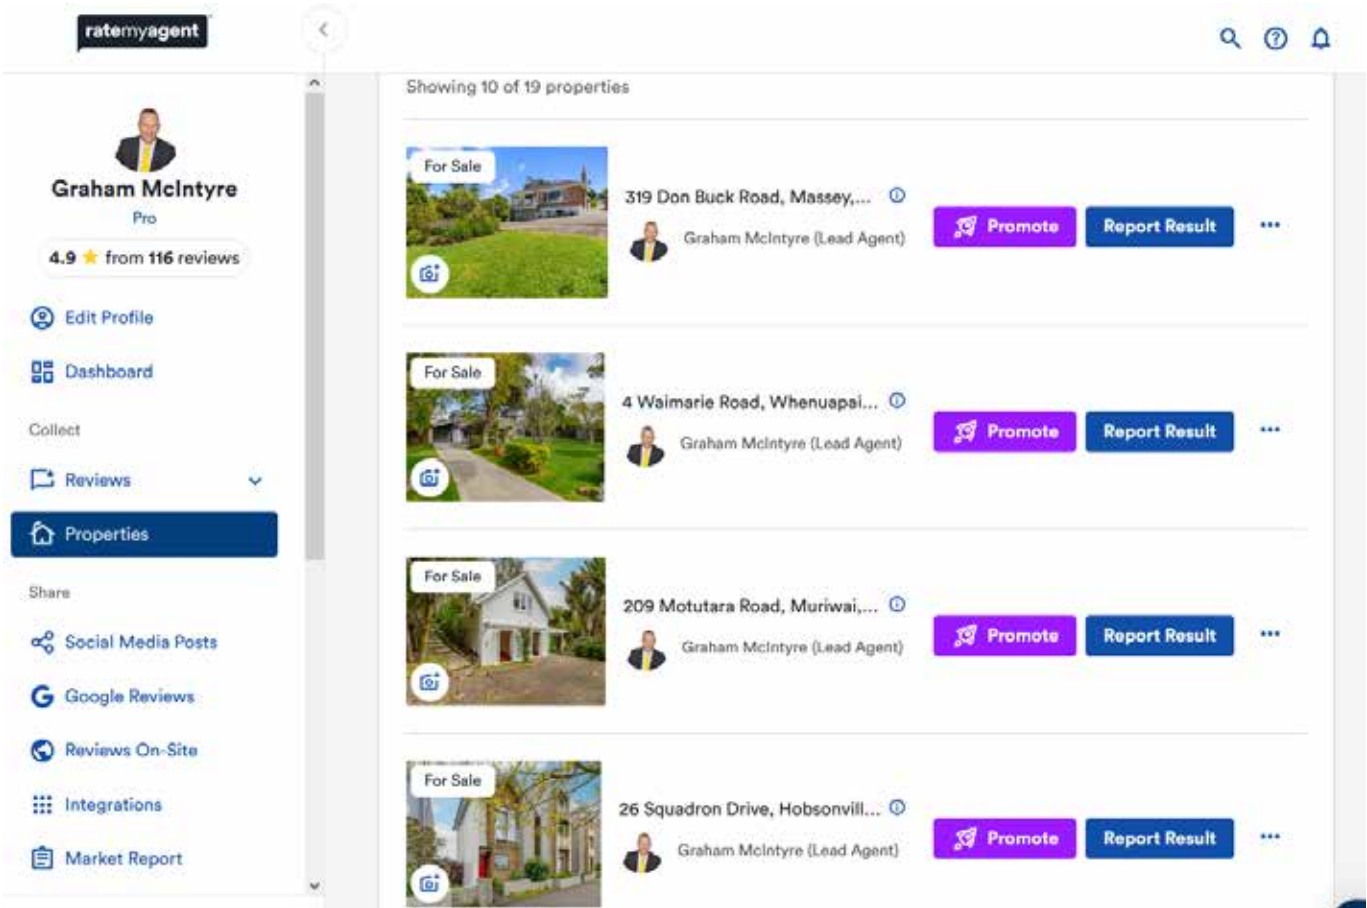 ratemyagent
Graham McIntyre
Pro
4.9 from 116 reviews
Edit Profile
Dashboard
Collect
Reviews
Properties
Share
Social Media Posts
Google Reviews
Reviews On-Site
Integrations
Market Report
Showing 10 of 19 properties
For Sale
319 Don Buck Road, Massey,...
Graham McIntyre (Lead Agent)
Promote
Report Result
For Sale
4 Waimarie Road, Whenuapai...
Graham McIntyre (Lead Agent)
Promote
Report Result
For Sale
209 Motutara Road, Muriwai,...
Graham McIntyre (Lead Agent)
Promote
Report Result
For Sale
26 Squadron Drive, Hobsonvill...
Graham McIntyre (Lead Agent)
Promote
Report Result